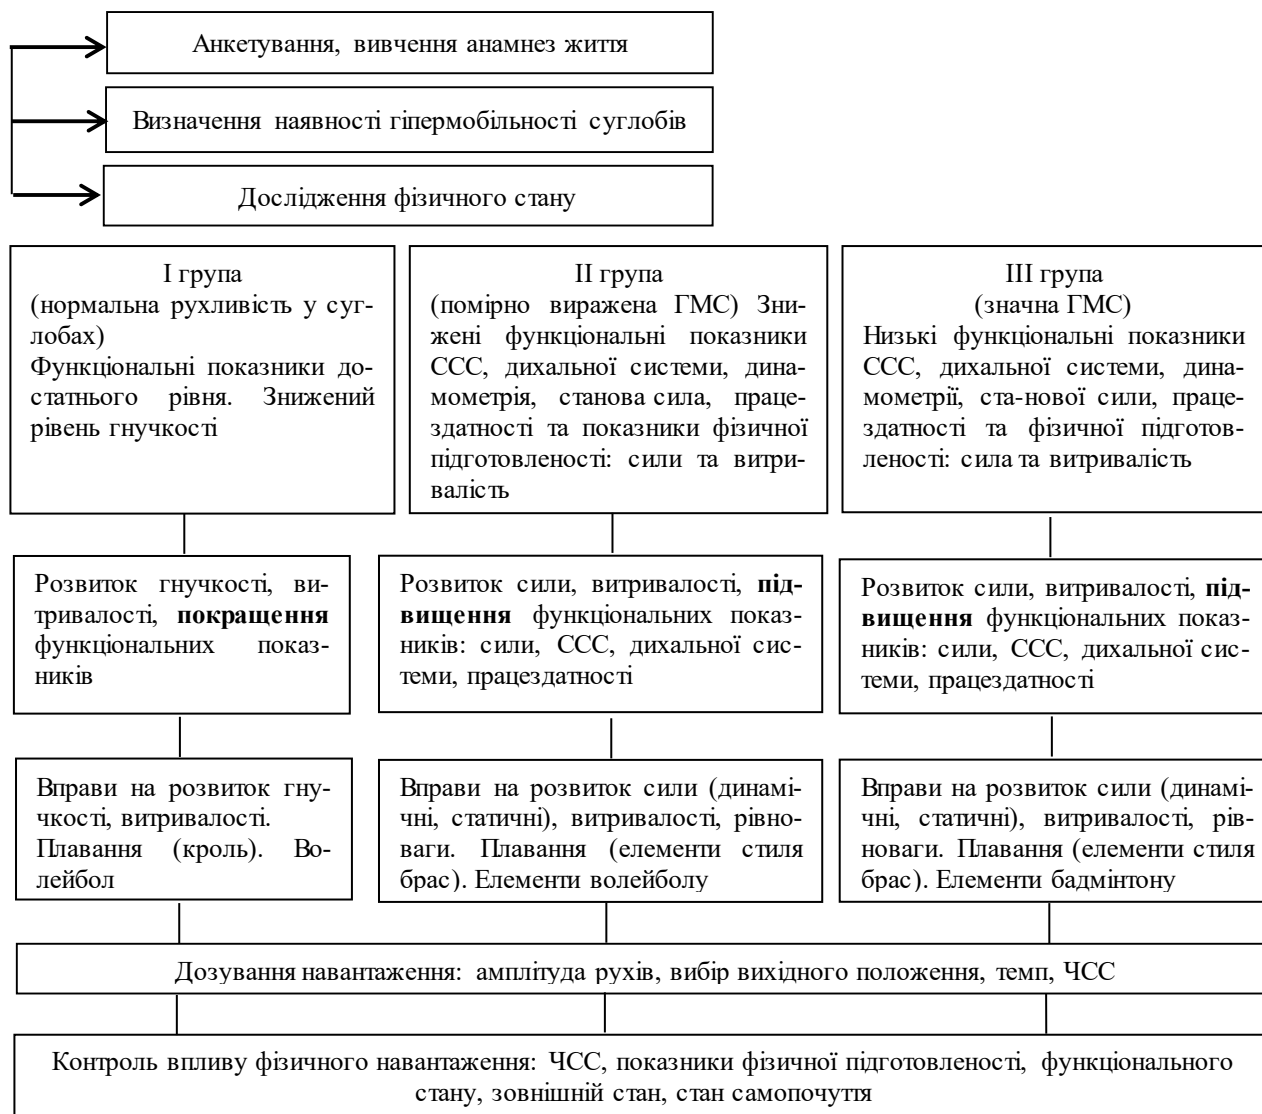 Анкетування, вивчення анамнез життя
Визначення наявності гіпермобільності суглобів
Дослідження фізичного стану
І група
(нормальна рухливість у суг-
лобах)
Функціональні показники до-
статнього рівня. Знижений
рівень гнучкості
ІІ група
(помірно виражена ГМС) Зни-
жені функціональні показники
ССС, дихальної системи, дина-
мометрія, станова сила, праце-
здатності та показники фізичної
підготовленості: сили та витри-
валість
ІІІ група
(значна ГМС)
Низькі функціональні показники
ССС, дихальної системи, дина-
мометрії, ста-нової сили, праце-
здатності та фізичної підготов-
леності: сила та витривалість
Розвиток гнучкості, ви-
тривалості, покращення
функціональних показ-
ників
Розвиток сили, витривалості, під-
вищення функціональних показ-
ників: сили, ССС, дихальної сис-
теми, працездатності
Розвиток сили, витривалості, під-
вищення функціональних показ-
ників: сили, ССС, дихальної сис-
теми, працездатності
Вправи на розвиток гну-
чкості, витривалості.
Плавання (кроль). Во-
лейбол
Вправи на розвиток сили (динамі-
чні, статичні), витривалості, рівно-
ваги. Плавання (елементи стиля
брас). Елементи волейболу
Вправи на розвиток сили (динамі-
чні, статичні), витривалості, рів-
новаги. Плавання (елементи стиля
брас). Елементи бадмінтону
Дозування навантаження: амплітуда рухів, вибір вихідного положення, темп, ЧСС
Контроль впливу фізичного навантаження: ЧСС, показники фізичної підготовленості, функціонального
стану, зовнішній стан, стан самопочуття